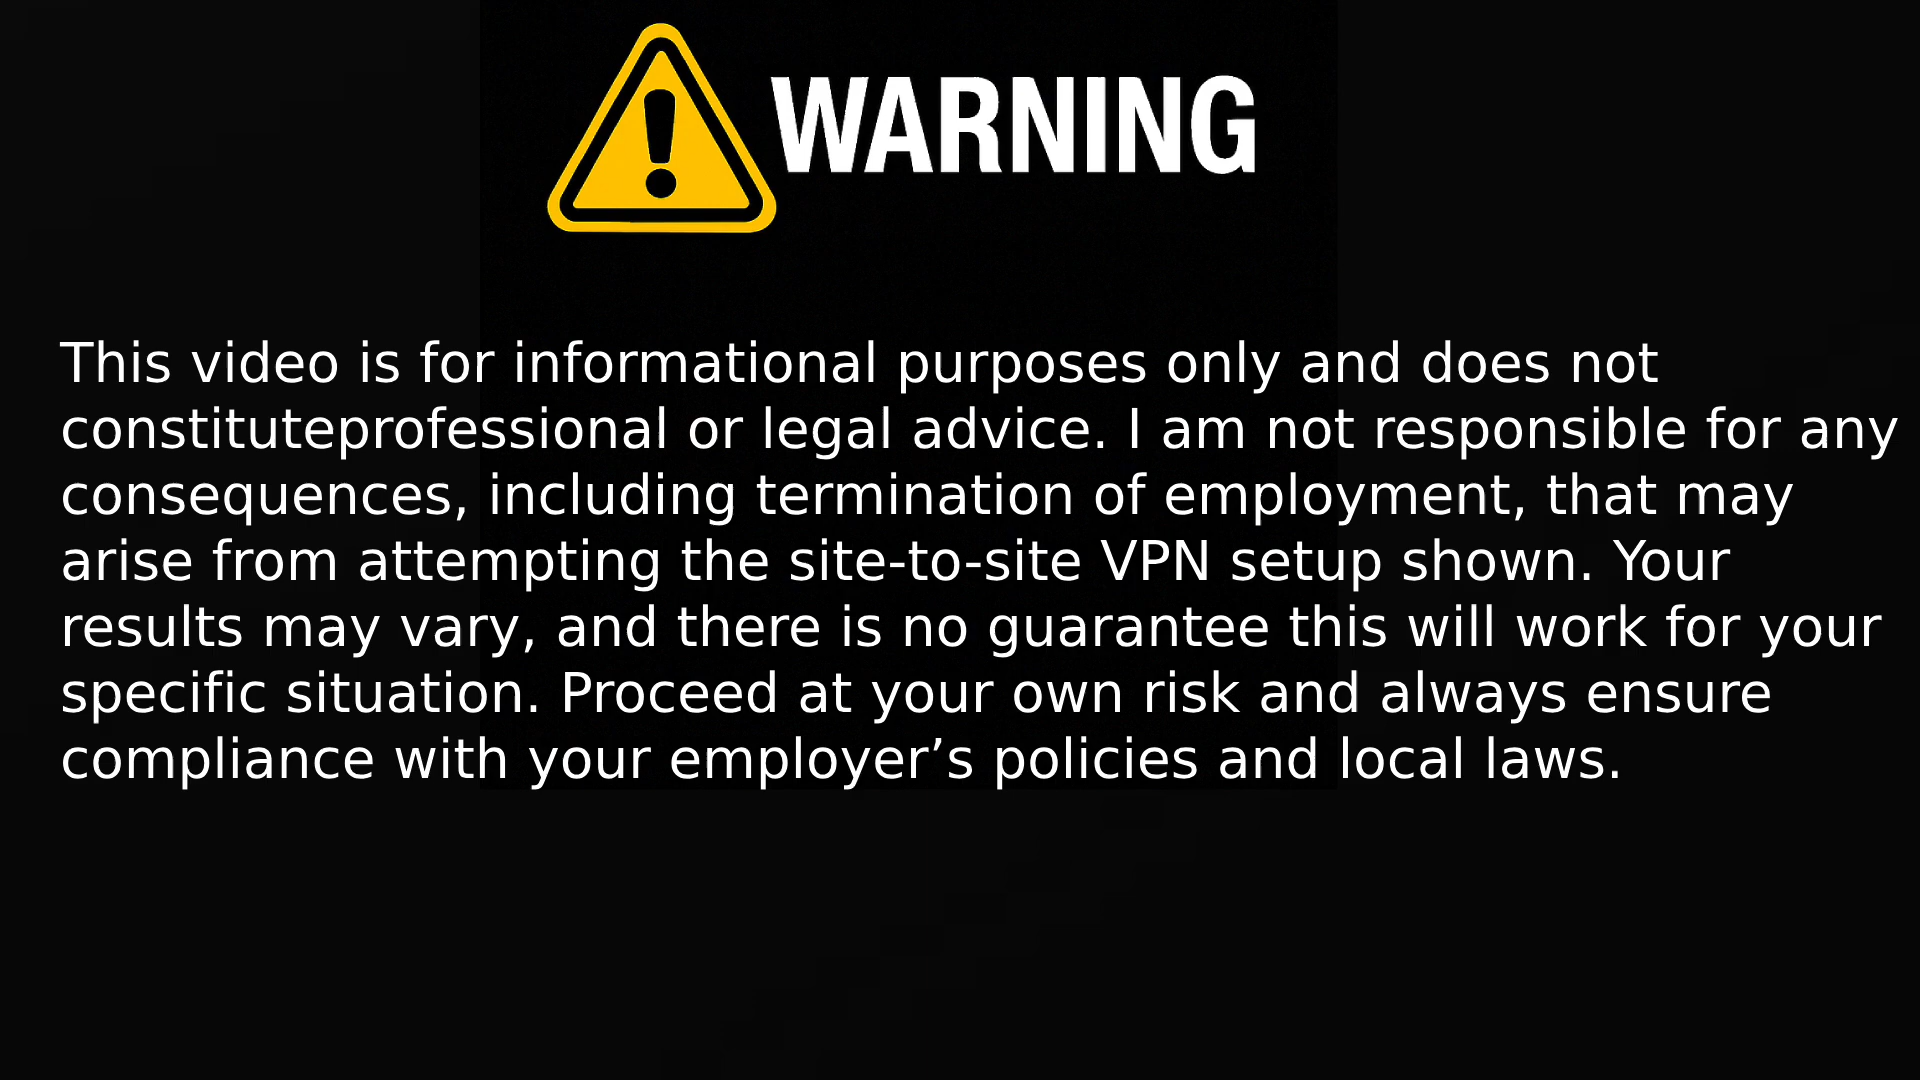 WARNING
This video is for informational purposes only and does not
constituteprofessional or legal advice. I am not responsible for any
consequences, including termination of employment, that may
arise from attempting the site-to-site VPN setup shown. Your
results may vary, and there is no guarantee this will work for your
specific situation. Proceed at your own risk and always ensure
compliance with your employer’s policies and local laws.